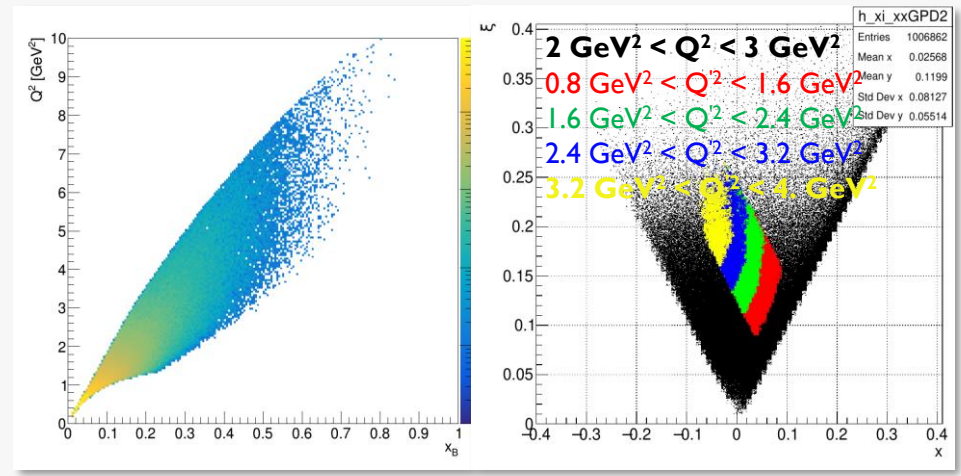 Q² [GeV²]
10
9
8
7
6
5
4
3
2
1
0
0 0.1 0.2 0.3 0.4 0.5 0.6 0.7 0.8 0.9 1
x_B
h_xi_xxGPD2
Entries 1006862
Mean x 0.02568
Mean y 0.1199
Std Dev x 0.08127
Std Dev y 0.05514
2 GeV² < Q² < 3 GeV²
0.8 GeV² < Q'² < 1.6 GeV²
1.6 GeV² < Q'² < 2.4 GeV²
2.4 GeV² < Q'² < 3.2 GeV²
3.2 GeV² < Q'² < 4. GeV²
ξ
0.4
0.35
0.3
0.25
0.2
0.15
0.1
0.05
0
−0.4 −0.3 −0.2 −0.1 0 0.1 0.2 0.3 0.4
x